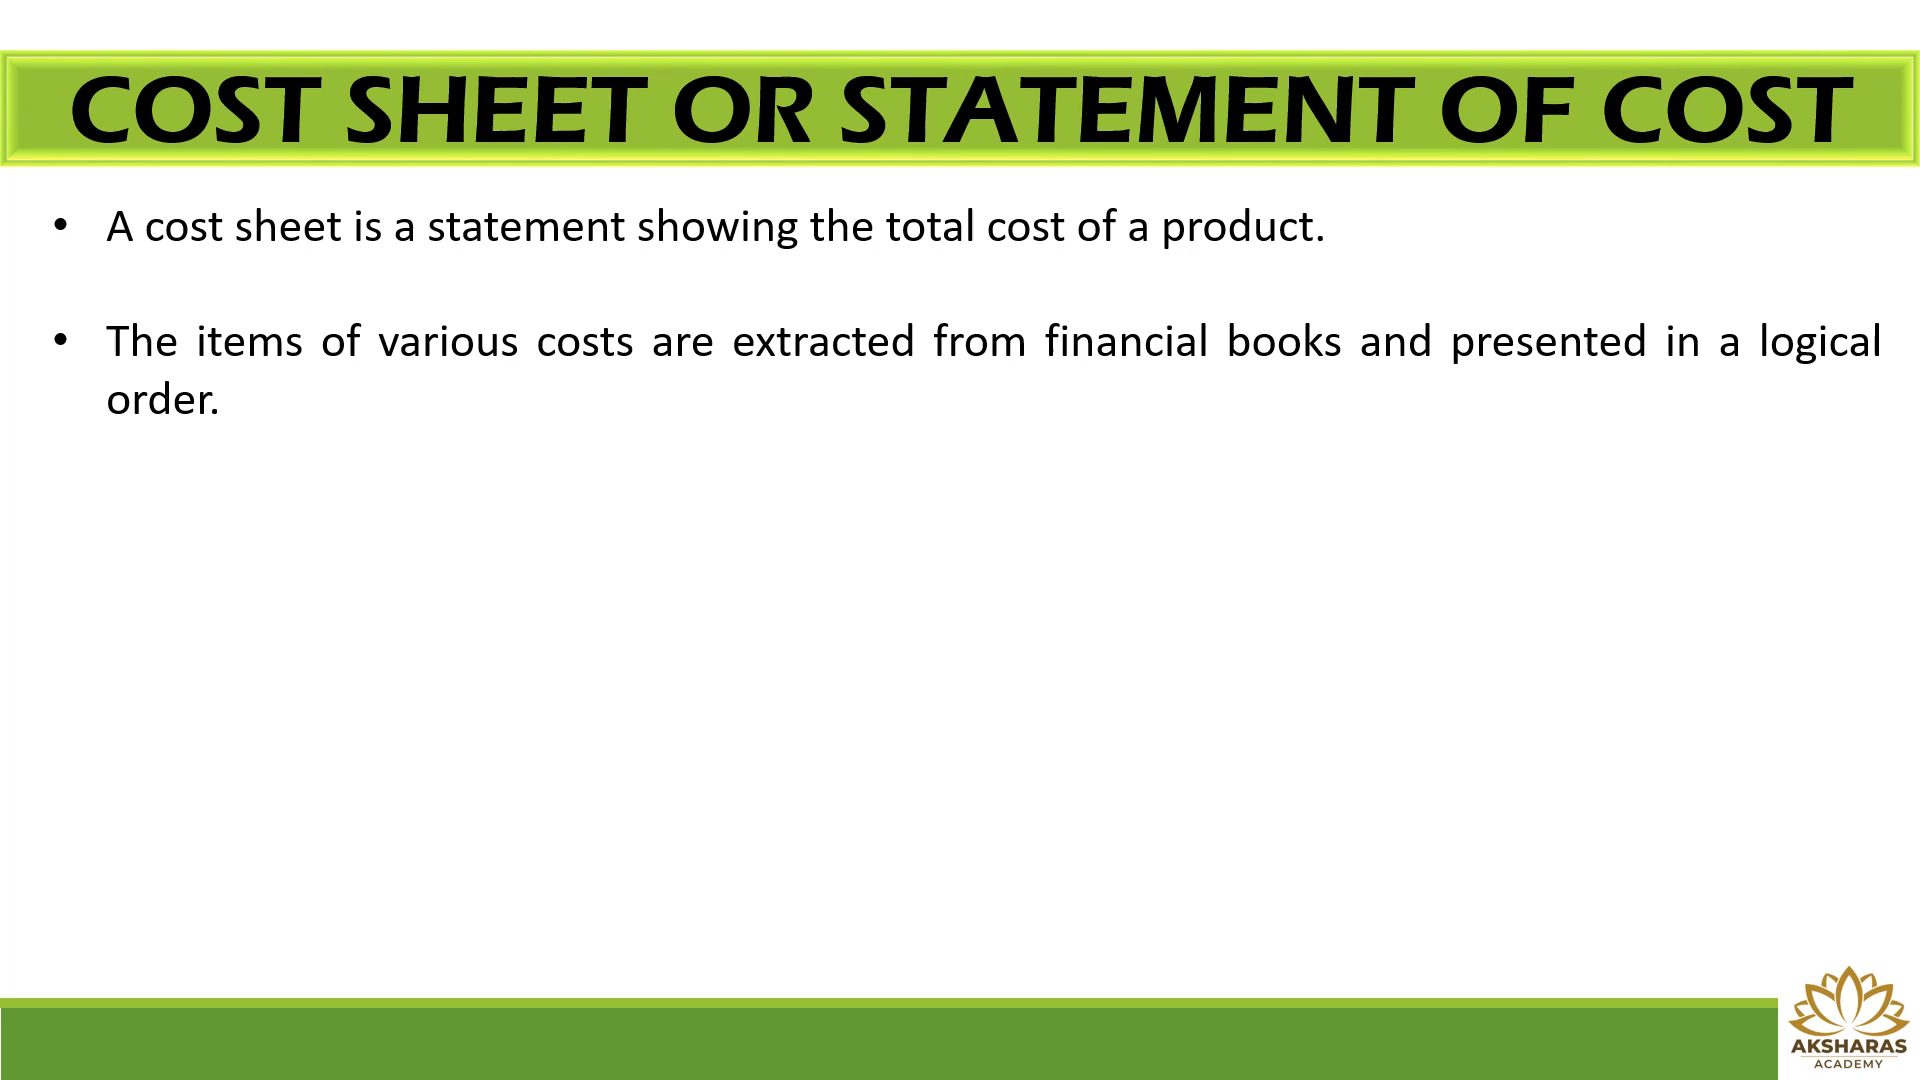 COST SHEET OR STATEMENT OF COST
• A cost sheet is a statement showing the total cost of a product.
• The items of various costs are extracted from financial books and presented in a logical
order.
AKSHARAS
ACADEMY